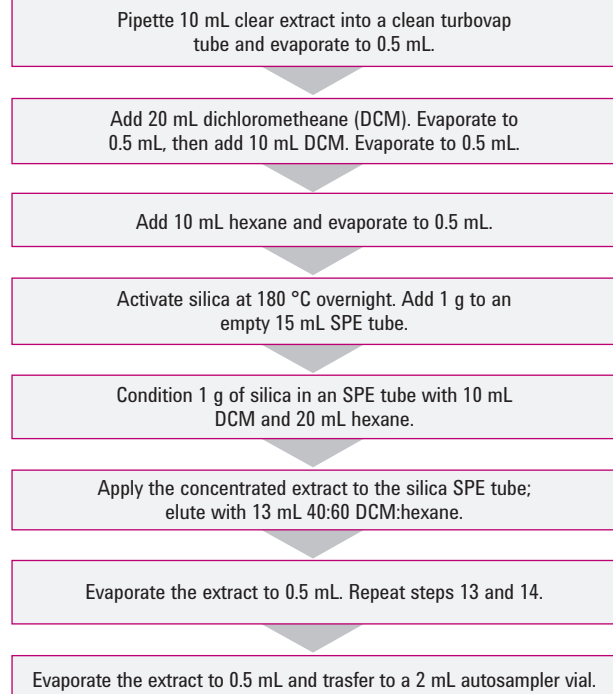 Pipette 10 mL clear extract into a clean turbovap
tube and evaporate to 0.5 mL.
Add 20 mL dichlorometheane (DCM). Evaporate to
0.5 mL, then add 10 mL DCM. Evaporate to 0.5 mL.
Add 10 mL hexane and evaporate to 0.5 mL.
Activate silica at 180 °C overnight. Add 1 g to an
empty 15 mL SPE tube.
Condition 1 g of silica in an SPE tube with 10 mL
DCM and 20 mL hexane.
Apply the concentrated extract to the silica SPE tube;
elute with 13 mL 40:60 DCM:hexane.
Evaporate the extract to 0.5 mL. Repeat steps 13 and 14.
Evaporate the extract to 0.5 mL and trasfer to a 2 mL autosampler vial.